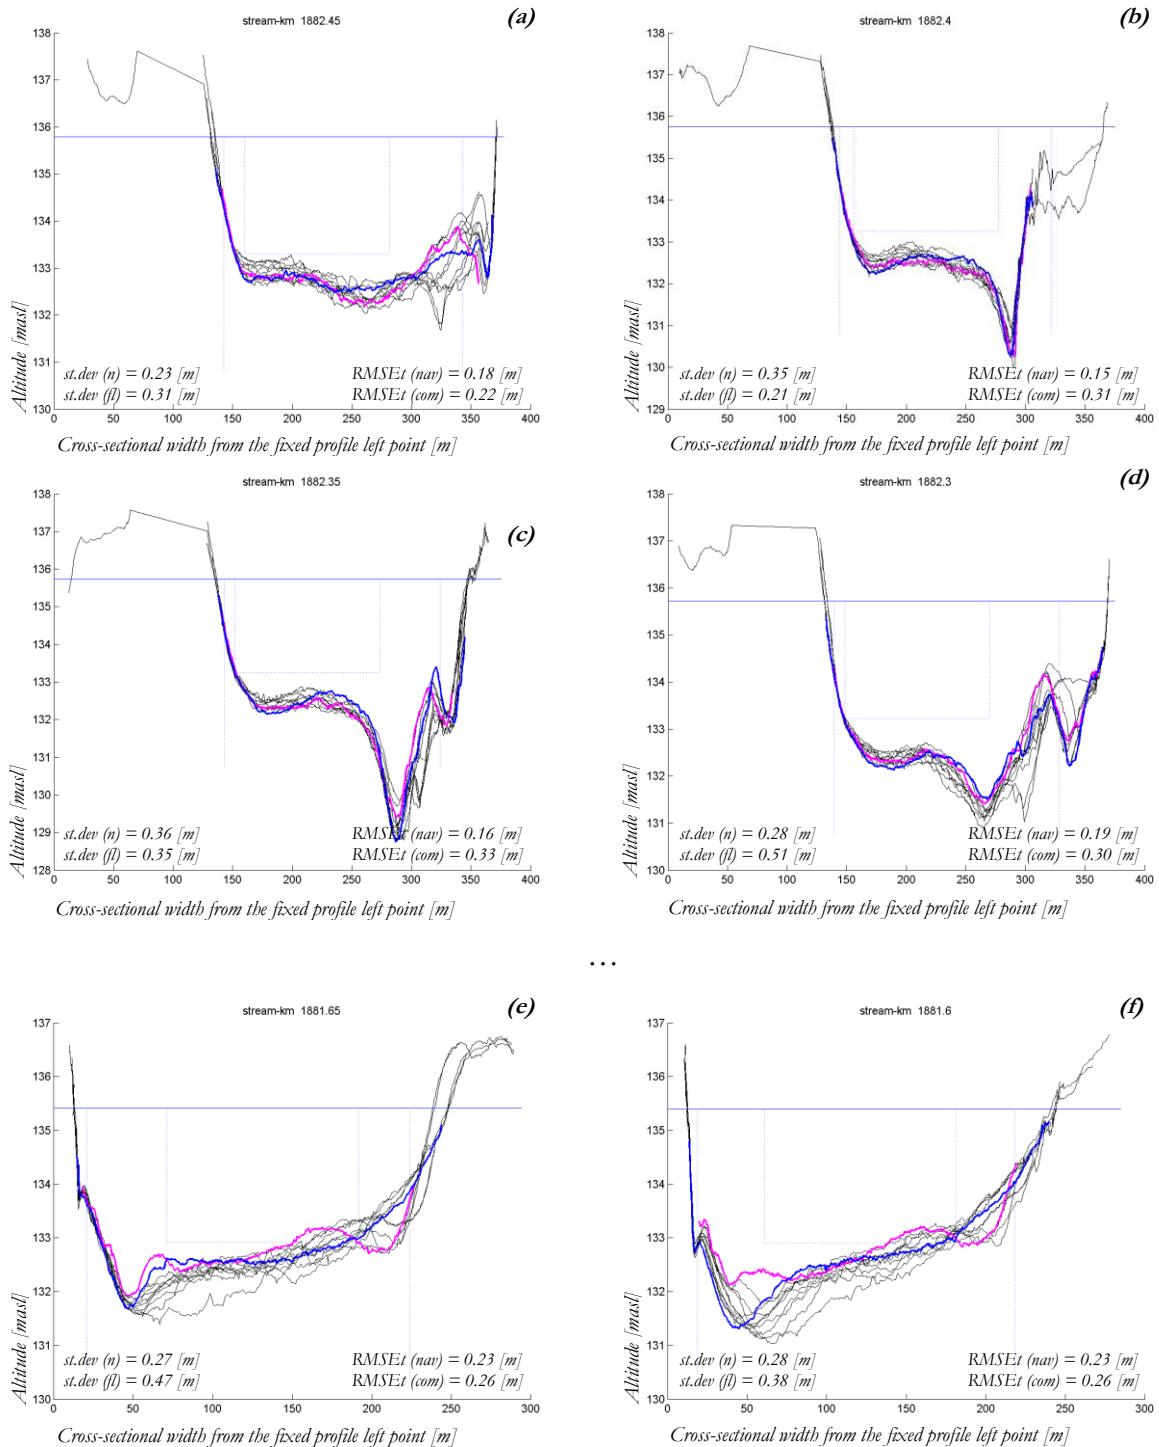 stream-km 1882.45
(a)
138
137
136
135
134
133
132
131
130
Altitude [masl]
st.dev (n) = 0.23 [m]
RMSEt (nav) = 0.18 [m]
st.dev (fl) = 0.31 [m]
RMSEt (com) = 0.22 [m]
0 50 100 150 200 250 300 350 400
Cross-sectional width from the fixed profile left point [m]
stream-km 1882.4
(b)
138
137
136
135
134
133
132
131
130
129
Altitude [masl]
st.dev (n) = 0.35 [m]
RMSEt (nav) = 0.15 [m]
st.dev (fl) = 0.21 [m]
RMSEt (com) = 0.31 [m]
0 50 100 150 200 250 300 350 400
Cross-sectional width from the fixed profile left point [m]
stream-km 1882.35
(c)
138
137
136
135
134
133
132
131
130
129
128
Altitude [masl]
st.dev (n) = 0.36 [m]
RMSEt (nav) = 0.16 [m]
st.dev (fl) = 0.35 [m]
RMSEt (com) = 0.33 [m]
0 50 100 150 200 250 300 350 400
Cross-sectional width from the fixed profile left point [m]
stream-km 1882.3
(d)
138
137
136
135
134
133
132
131
130
Altitude [masl]
st.dev (n) = 0.28 [m]
RMSEt (nav) = 0.19 [m]
st.dev (fl) = 0.51 [m]
RMSEt (com) = 0.30 [m]
0 50 100 150 200 250 300 350 400
Cross-sectional width from the fixed profile left point [m]
...
stream-km 1881.65
(e)
137
136
135
134
133
132
131
130
Altitude [masl]
st.dev (n) = 0.27 [m]
RMSEt (nav) = 0.23 [m]
st.dev (fl) = 0.47 [m]
RMSEt (com) = 0.26 [m]
0 50 100 150 200 250 300
Cross-sectional width from the fixed profile left point [m]
stream-km 1881.6
(f)
137
136
135
134
133
132
131
130
Altitude [masl]
st.dev (n) = 0.28 [m]
RMSEt (nav) = 0.23 [m]
st.dev (fl) = 0.38 [m]
RMSEt (com) = 0.26 [m]
0 50 100 150 200 250 300
Cross-sectional width from the fixed profile left point [m]